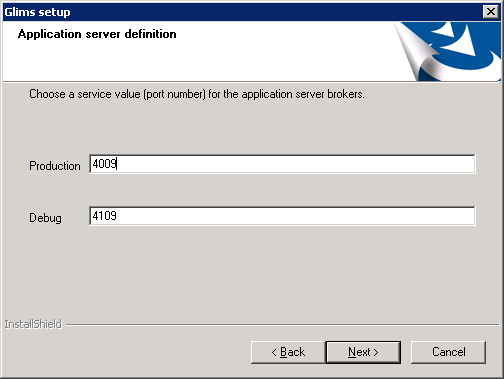 Glims setup
Application server definition
Choose a service value (port number) for the application server brokers.
Production 4009
Debug 4109
InstallShield
< Back Next > Cancel